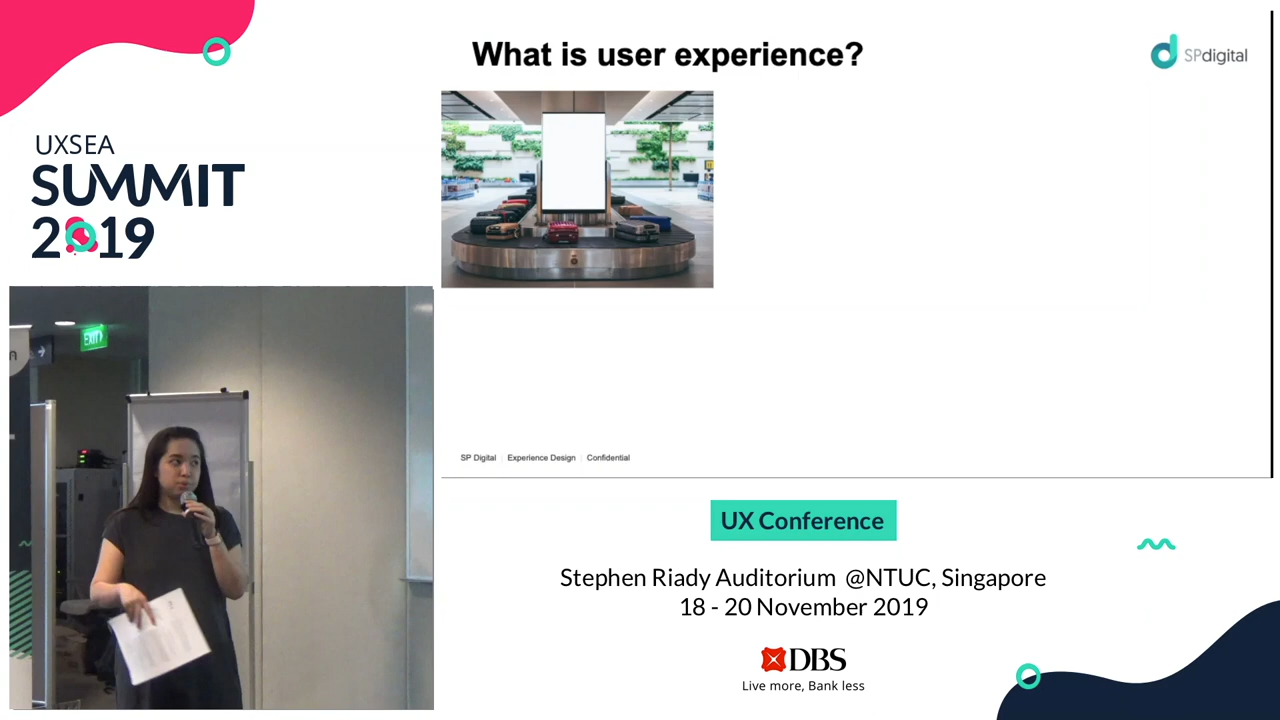 What is user experience?
SPdigital
UXSEA
SUMMIT
2019
EXIT
SP Digital | Experience Design | Confidential
UX Conference
Stephen Riady Auditorium @NTUC, Singapore
18 - 20 November 2019
DBS
Live more, Bank less